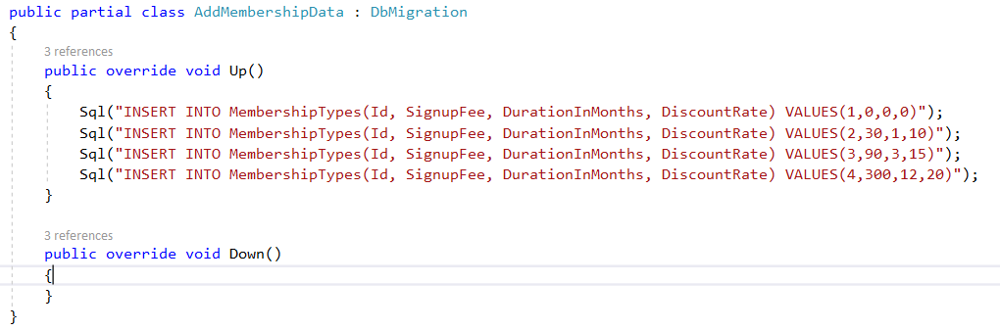 public partial class AddMembershipData : DbMigration
{
3 references
public override void Up()
{
Sql("INSERT INTO MembershipTypes(Id, SignupFee, DurationInMonths, DiscountRate) VALUES(1,0,0,0)");
Sql("INSERT INTO MembershipTypes(Id, SignupFee, DurationInMonths, DiscountRate) VALUES(2,30,1,10)");
Sql("INSERT INTO MembershipTypes(Id, SignupFee, DurationInMonths, DiscountRate) VALUES(3,90,3,15)");
Sql("INSERT INTO MembershipTypes(Id, SignupFee, DurationInMonths, DiscountRate) VALUES(4,300,12,20)");
}
3 references
public override void Down()
{
}
}